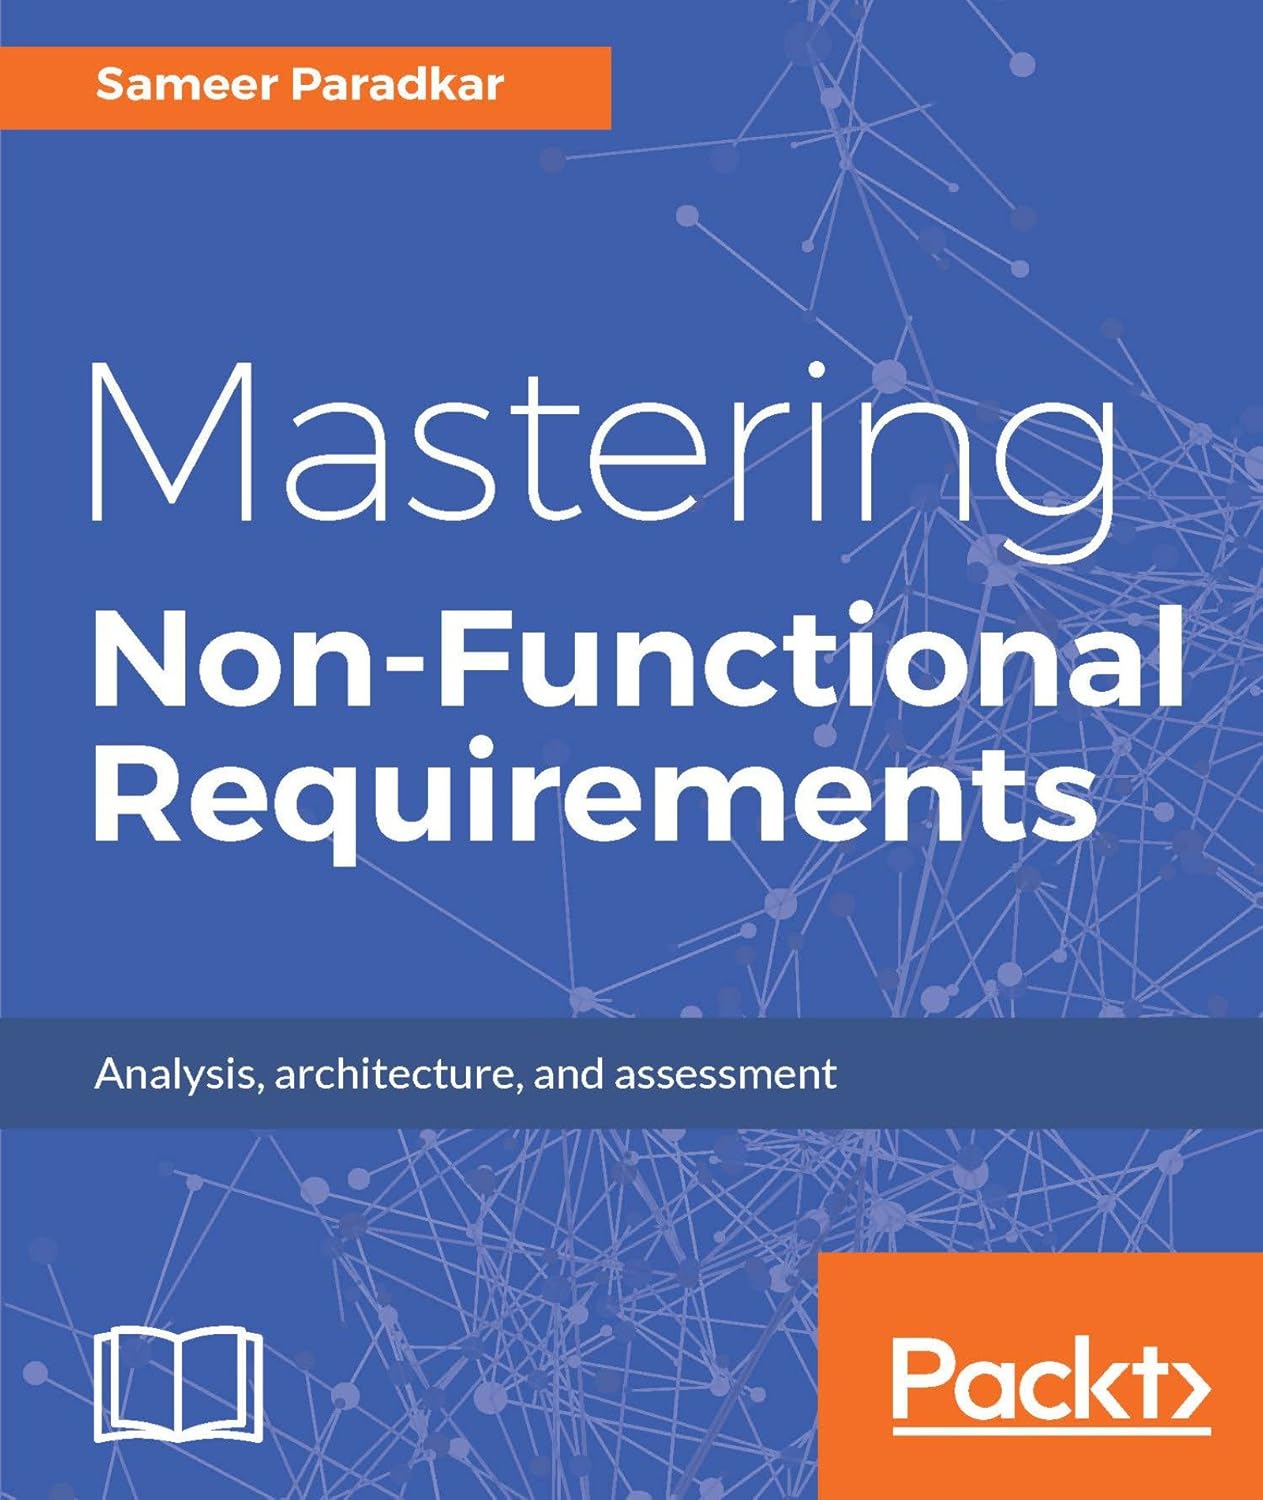 Sameer Paradkar
Mastering
Non-Functional
Requirements
Analysis, architecture, and assessment
Packt